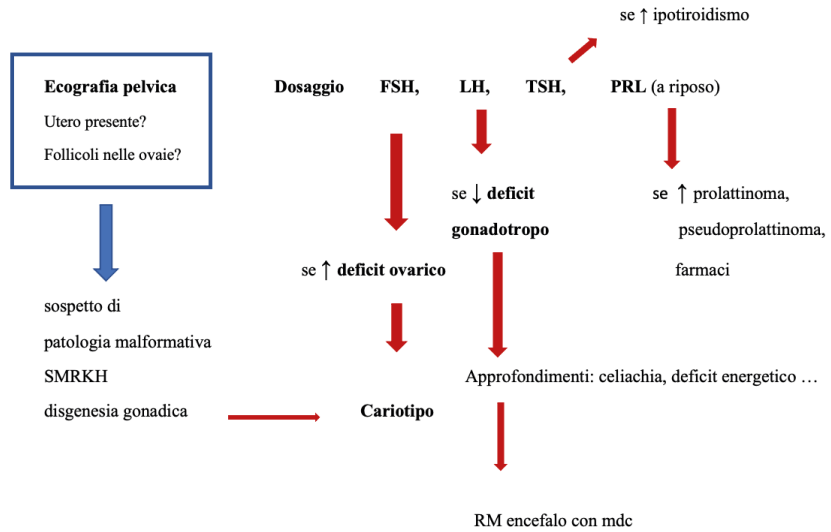 se ↑ ipotiroidismo
Ecografia pelvica
Utero presente?
Follicoli nelle ovaie?
Dosaggio FSH, LH, TSH, PRL (a riposo)
se ↓ deficit
gonadotropo
se ↑ prolattinoma,
pseudoprolattinoma,
farmaci
se ↑ deficit ovarico
sospetto di
patologia malformativa
SMRKH
disgenesia gonadica
Cariotipo
Approfondimenti: celiachia, deficit energetico …
RM encefalo con mdc